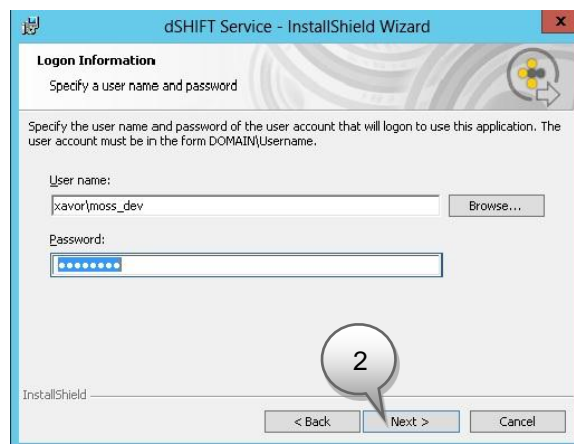 dSHIFT Service - InstallShield Wizard
x
Logon Information
Specify a user name and password
Specify the user name and password of the user account that will logon to use this application. The
user account must be in the form DOMAIN\Username.
User name:
xavor\moss_dev
Browse...
Password:
●●●●●●●●
2
InstallShield
< Back
Next >
Cancel